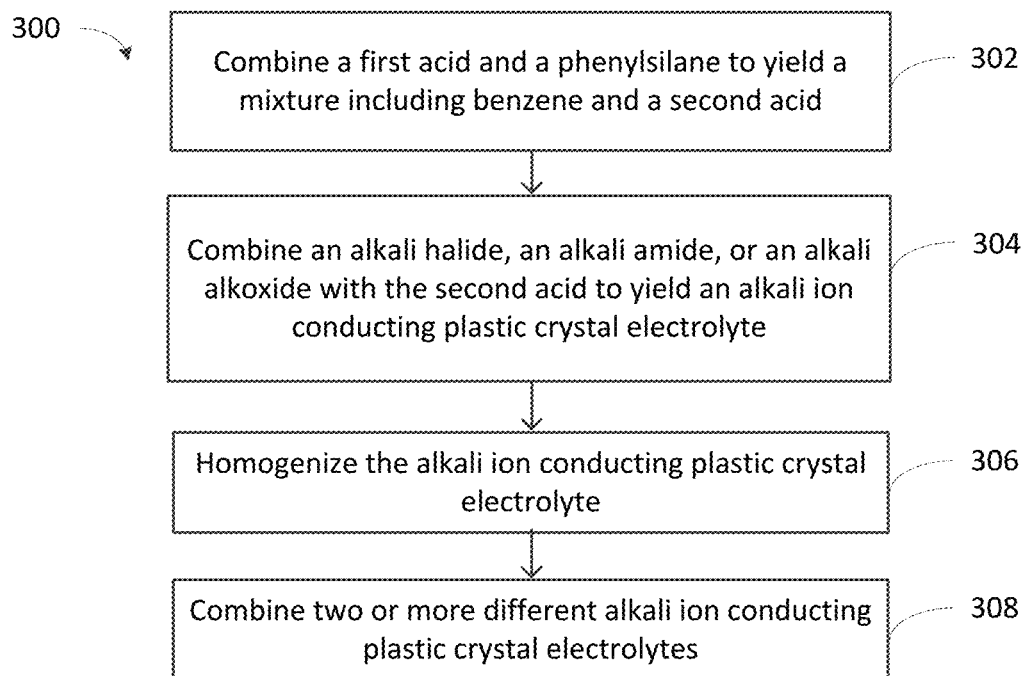 300
Combine a first acid and a phenylsilane to yield a
mixture including benzene and a second acid
302
Combine an alkali halide, an alkali amide, or an alkali
alkoxide with the second acid to yield an alkali ion
conducting plastic crystal electrolyte
304
Homogenize the alkali ion conducting plastic crystal
electrolyte
306
Combine two or more different alkali ion conducting
plastic crystal electrolytes
308